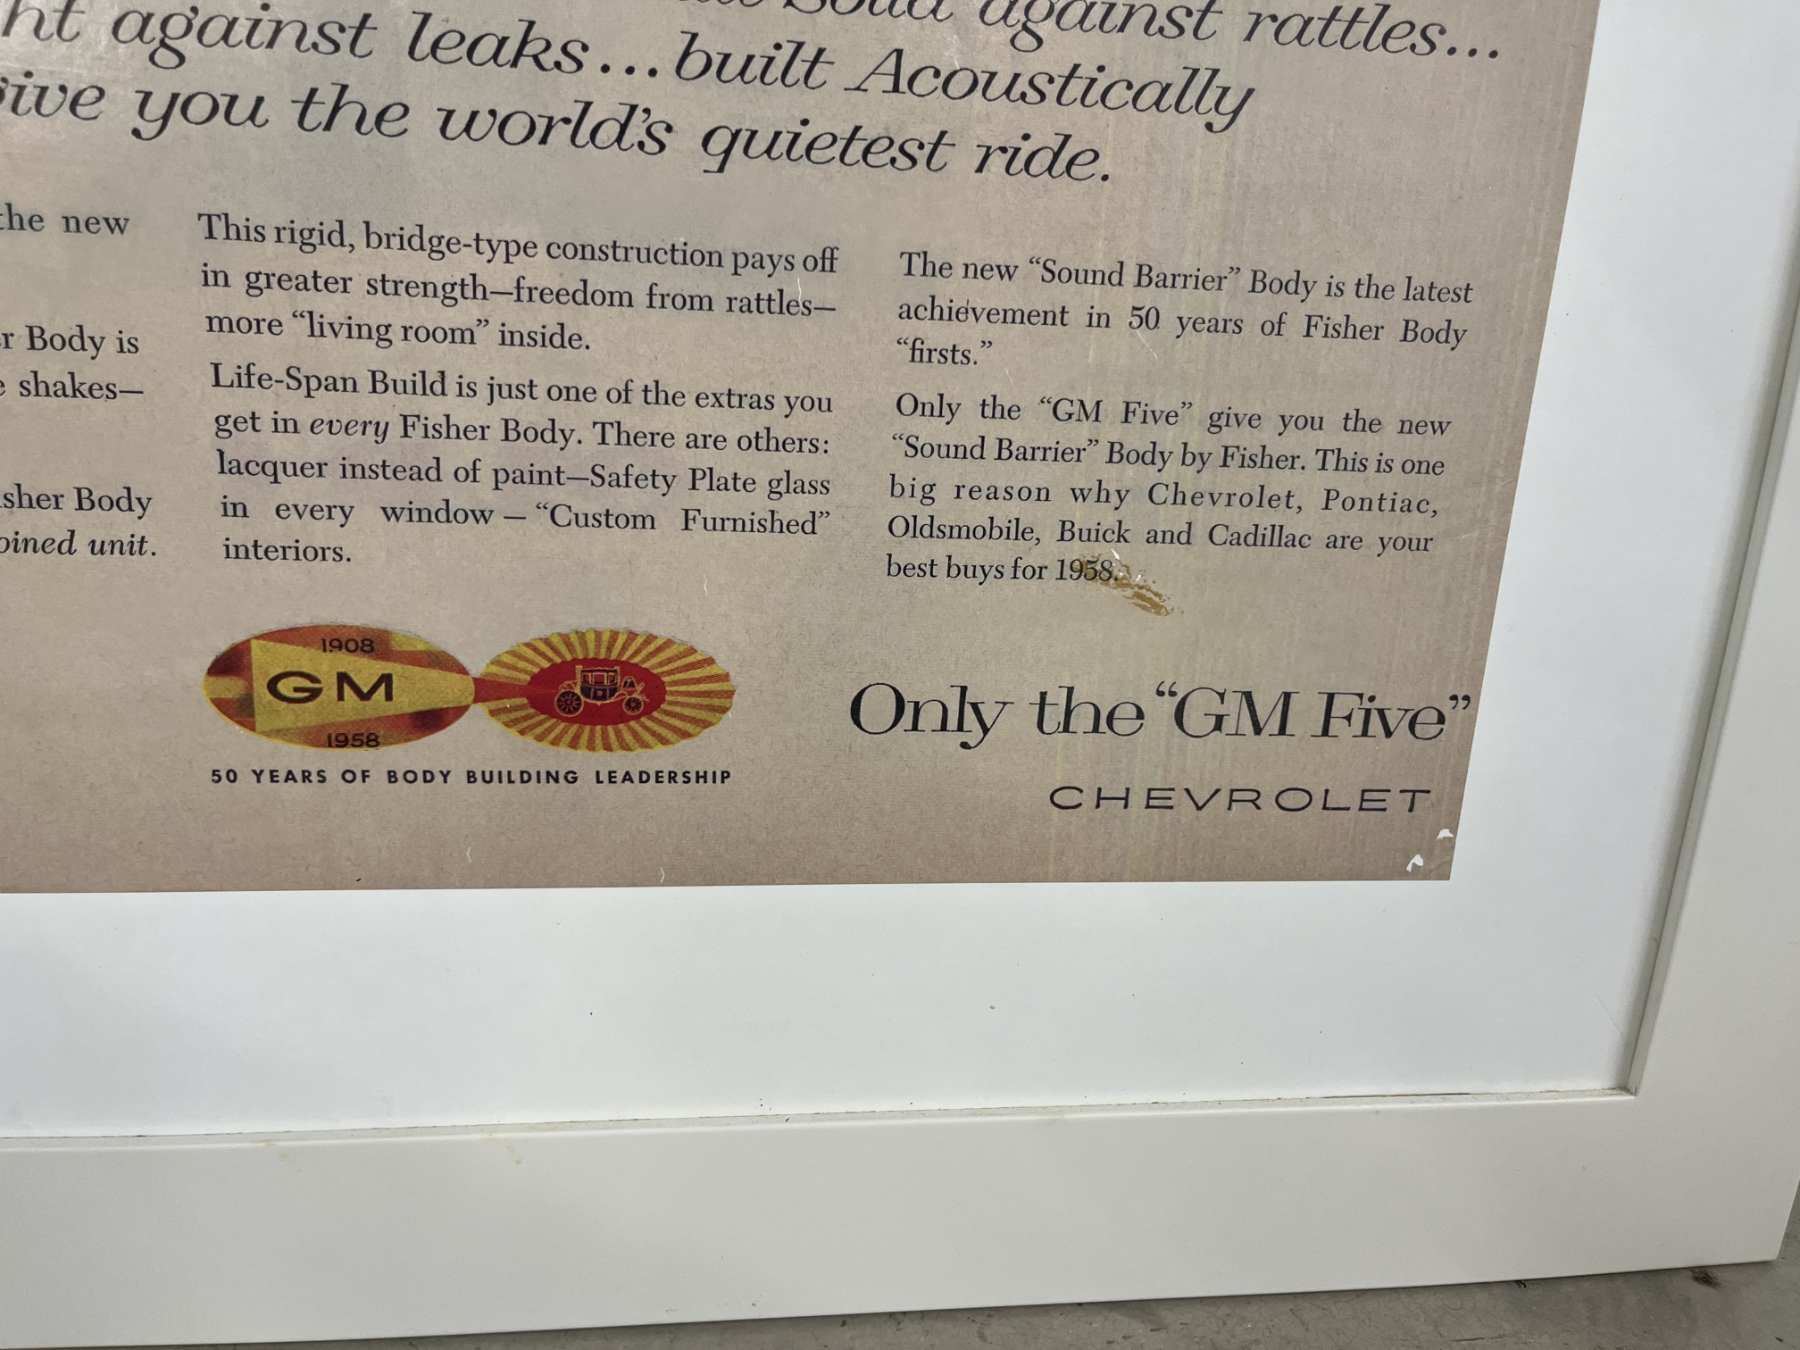 Solid against rattles...
against leaks...built Acoustically
you the world's quietest ride.
the new
Body is
shakes—
Body
unit.
This rigid, bridge-type construction pays off
in greater strength—freedom from rattles—
more “living room” inside.
Life-Span Build is just one of the extras you
get in every Fisher Body. There are others:
lacquer instead of paint—Safety Plate glass
in every window — “Custom Furnished”
interiors.
The new “Sound Barrier” Body is the latest
achievement in 50 years of Fisher Body
“firsts.”
Only the “GM Five” give you the new
“Sound Barrier” Body by Fisher. This is one
big reason why Chevrolet, Pontiac,
Oldsmobile, Buick and Cadillac are your
best buys for 1958.
1908
GM
1958
50 YEARS OF BODY BUILDING LEADERSHIP
Only the “GM Five”
CHEVROLET